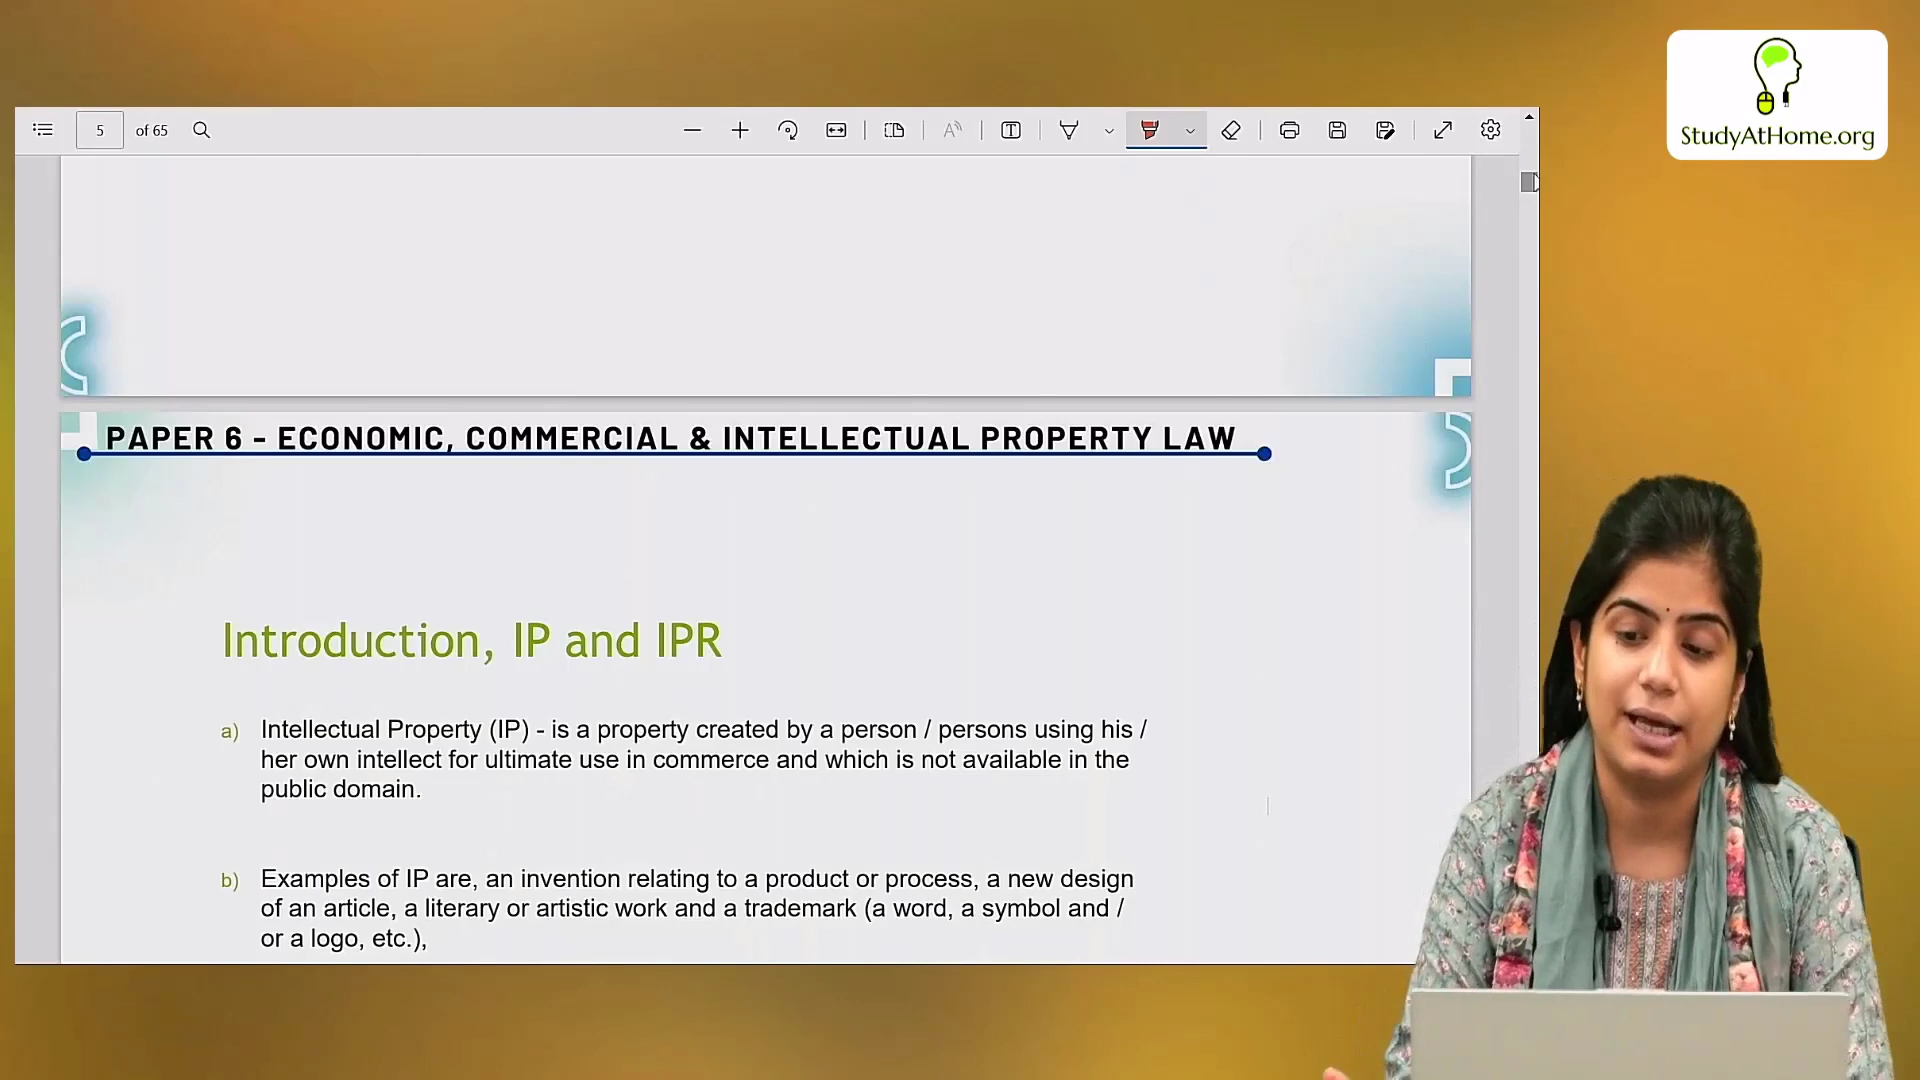 StudyAtHome.org
5 of 65
PAPER 6 - ECONOMIC, COMMERCIAL & INTELLECTUAL PROPERTY LAW
Introduction, IP and IPR
a) Intellectual Property (IP) - is a property created by a person / persons using his /
her own intellect for ultimate use in commerce and which is not available in the
public domain.
b) Examples of IP are, an invention relating to a product or process, a new design
of an article, a literary or artistic work and a trademark (a word, a symbol and /
or a logo, etc.),